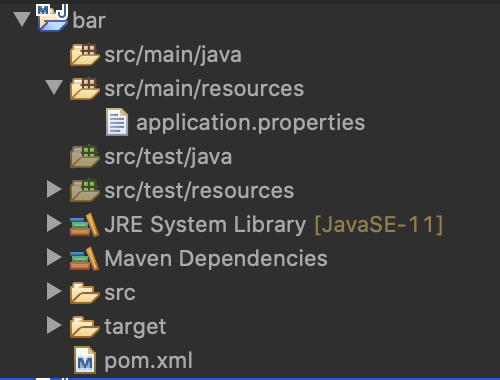 bar
src/main/java
src/main/resources
application.properties
src/test/java
src/test/resources
JRE System Library [JavaSE-11]
Maven Dependencies
src
target
pom.xml